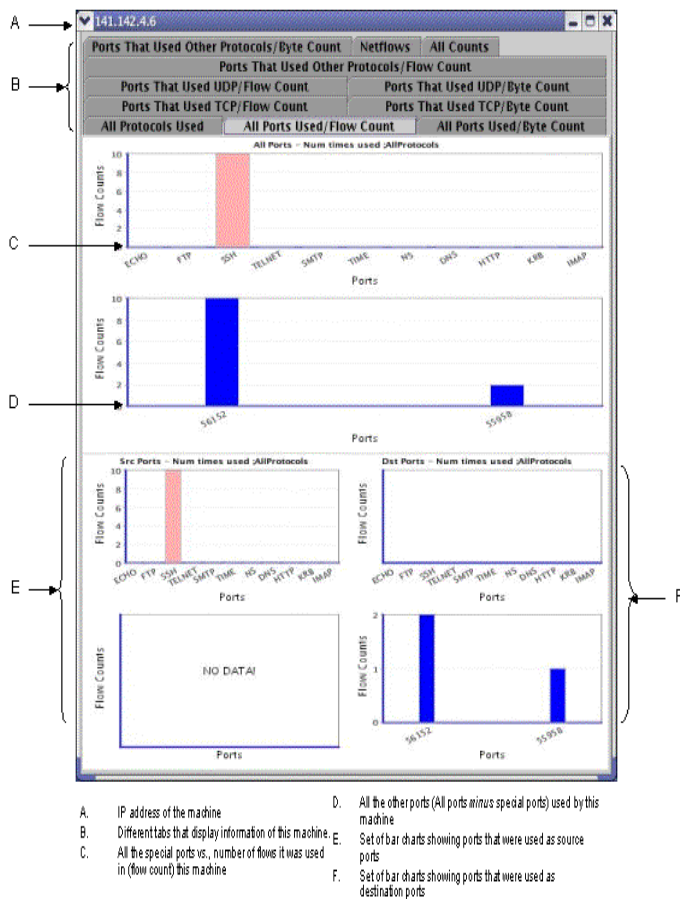 A
141.142.4.6
B
Ports That Used Other Protocols/Byte Count Netflows All Counts
Ports That Used Other Protocols/Flow Count
Ports That Used UDP/Flow Count Ports That Used UDP/Byte Count
Ports That Used TCP/Flow Count Ports That Used TCP/Byte Count
All Protocols Used All Ports Used/Flow Count All Ports Used/Byte Count
All Ports - Num times used ;AllProtocols
10
8
6
4
2
0
Flow Counts
C
ECHO FTP SSH TELNET SMTP TIME NS DNS HTTP KRB IMAP
Ports
10
8
6
4
2
0
Flow Counts
D
56152 55958
Ports
E
Src Ports - Num times used ;AllProtocols
10
8
6
4
2
0
Flow Counts
ECHO FTP SSH TELNET SMTP TIME NS DNS HTTP KRB IMAP
Ports
Dst Ports - Num times used ;AllProtocols
Flow Counts
ECHO FTP SSH TELNET SMTP TIME NS DNS HTTP KRB IMAP
Ports
F
Flow Counts
NO DATA!
Ports
2
1
0
Flow Counts
56152 55958
Ports
A. IP address of the machine
B. Different tabs that display information of this machine.
C. All the special ports vs., number of flows it was used
in (flow count) this machine
D. All the other ports (All ports minus special ports) used by this
machine
E. Set of bar charts showing ports that were used as source
ports
F. Set of bar charts showing ports that were used as
destination ports